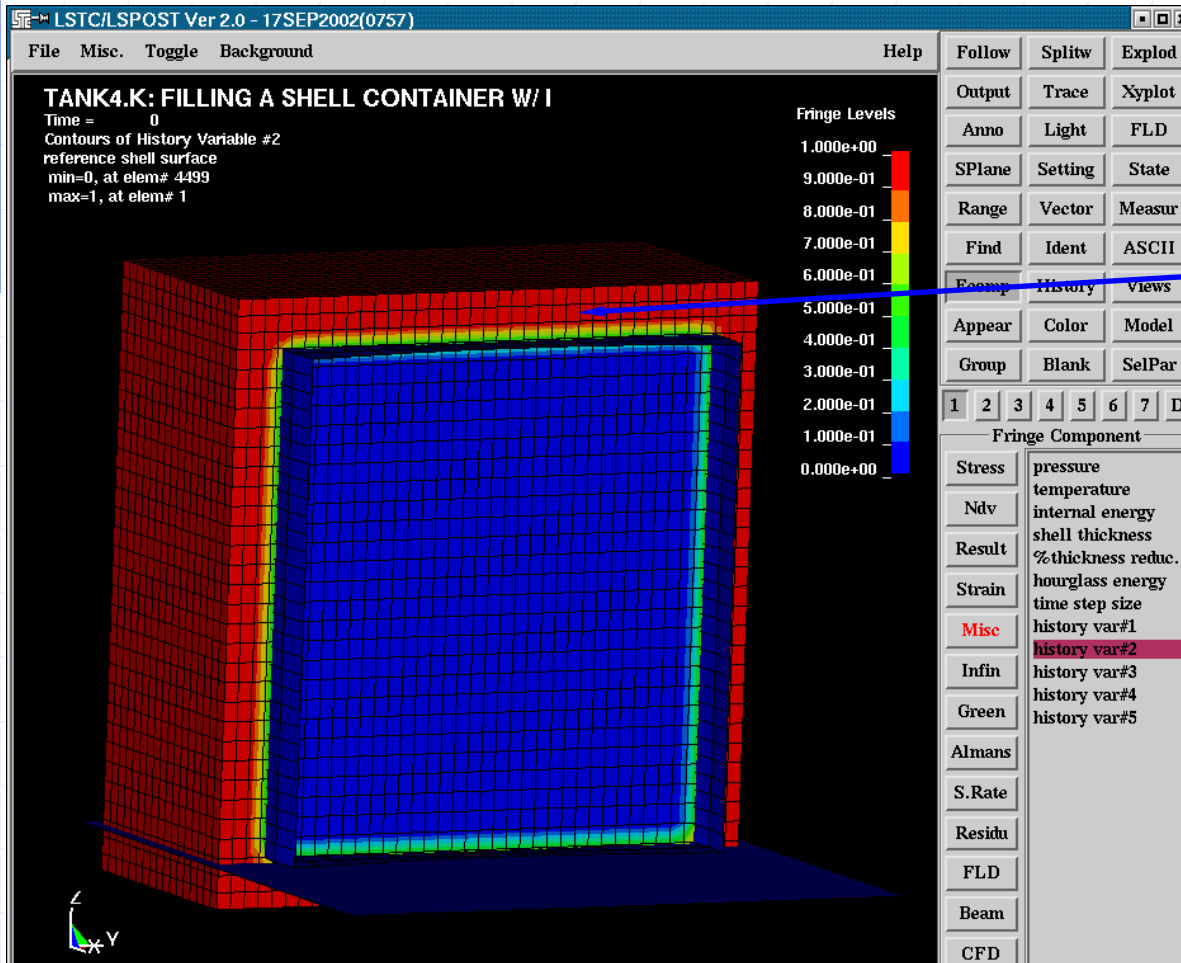 LSTC/LSPOST Ver 2.0 - 17SEP2002(0757)
File Misc. Toggle Background Help
TANK4.K: FILLING A SHELL CONTAINER W/ I
Time = 0
Contours of History Variable #2
reference shell surface
min=0, at elem# 4499
max=1, at elem# 1
Fringe Levels
1.000e+00
9.000e-01
8.000e-01
7.000e-01
6.000e-01
5.000e-01
4.000e-01
3.000e-01
2.000e-01
1.000e-01
0.000e+00
Z
X Y
Follow Splitw Explod
Output Trace Xyplot
Anno Light FLD
SPlane Setting State
Range Vector Measur
Find Ident ASCII
Ecomp History Views
Appear Color Model
Group Blank SelPar
1 2 3 4 5 6 7 D
Fringe Component
Stress
Ndv
Result
Strain
Misc
Infin
Green
Almans
S.Rate
Residu
FLD
Beam
CFD
pressure
temperature
internal energy
shell thickness
%thickness reduc.
hourglass energy
time step size
history var#1
history var#2
history var#3
history var#4
history var#5